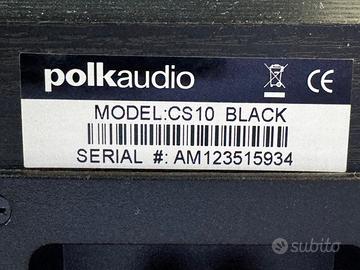 polkaudio
CE
MODEL:CS10 BLACK
SERIAL #: AM123515934
subito